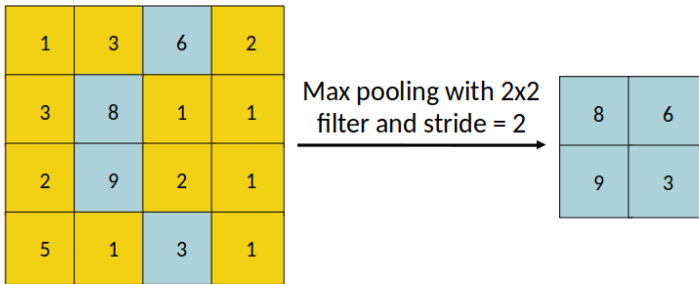 1 3 6 2
3 8 1 1
2 9 2 1
5 1 3 1
Max pooling with 2x2
filter and stride = 2
8 6
9 3